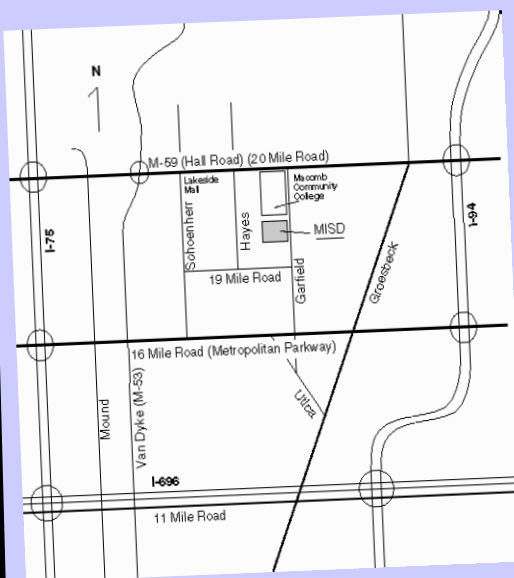 N
M-59 (Hall Road) (20 Mile Road)
Lakeside
Mall
Macomb
Community
College
Schoenherr
Hayes
MISD
I-75
I-94
19 Mile Road
Garfield
Groesbeck
16 Mile Road (Metropolitan Parkway)
Utica
Mound
Van Dyke (M-53)
I-696
11 Mile Road